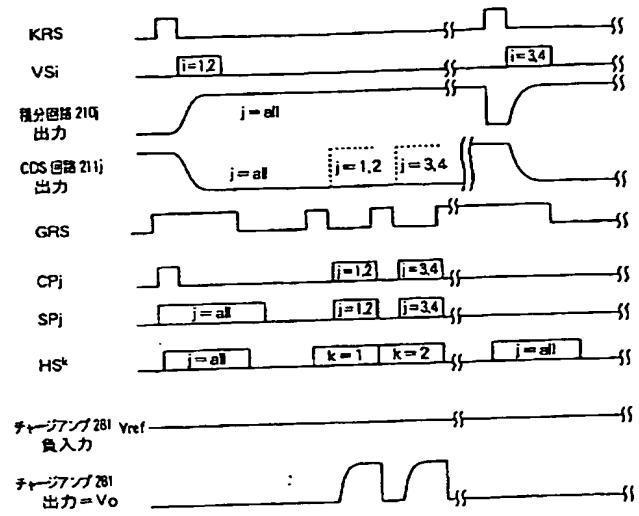 KRS
VSi
i=1,2
i=3,4
積分回路 210j
出力
j=all
CDS 回路 211j
出力
j=all
j=1,2
j=3,4
GRS
CPj
j=1,2
j=3,4
SPj
j=all
j=1,2
j=3,4
HSk
j=all
k=1
k=2
j=all
チャージアンプ 281
負入力
Vref
チャージアンプ 281
出力=Vo